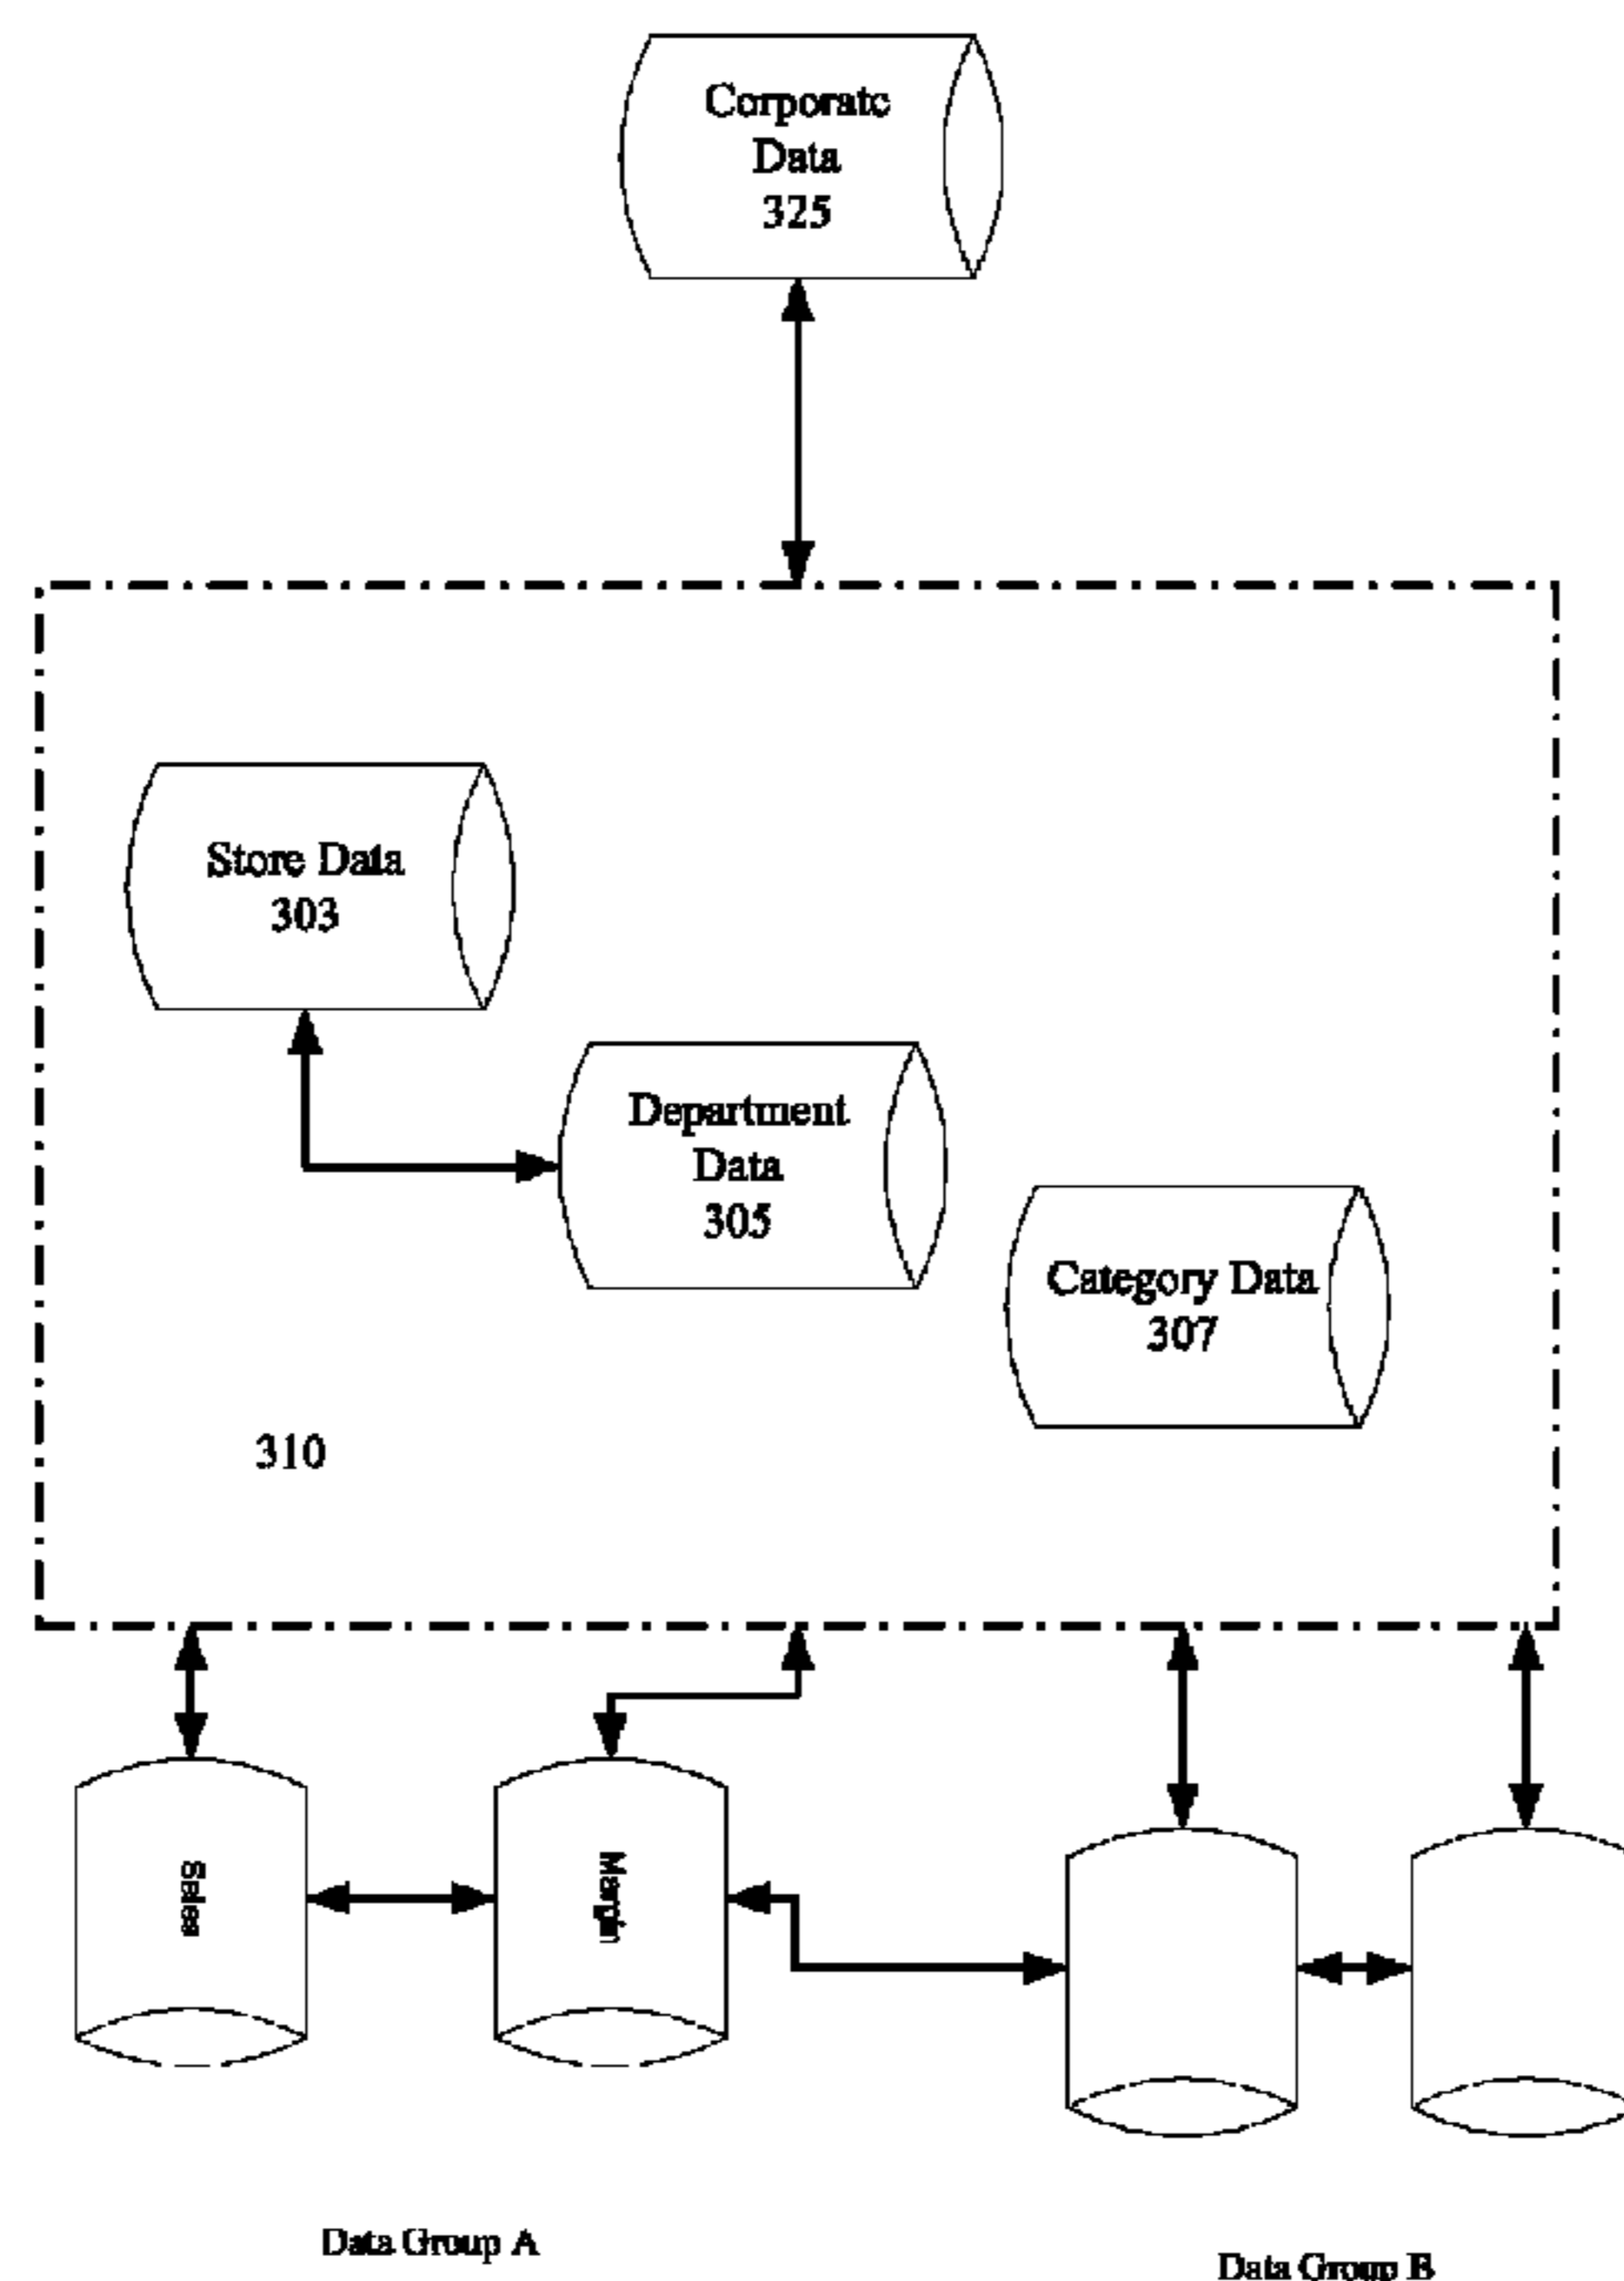 Corporate
Data
325
Store Data
303
Department
Data
305
Category Data
307
310
Sales
Margin
Data Group A
Data Group B